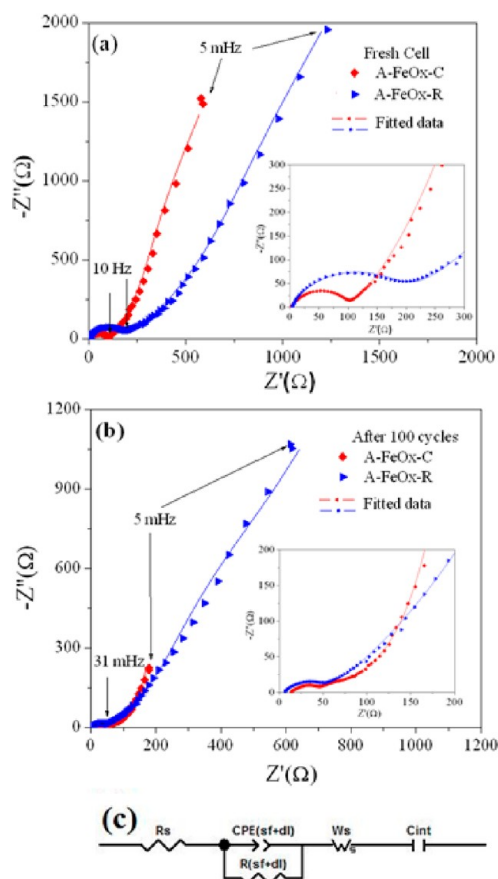 (a)
5 mHz
Fresh Cell
A-FeOx-C
A-FeOx-R
Fitted data
10 Hz
-Z''(Ω)
2000
1500
1000
500
0
0 500 1000 1500 2000
Z'(Ω)
-Z''(Ω)
300
250
200
150
100
50
0
0 50 100 150 200 250 300
Z'(Ω)
(b)
5 mHz
After 100 cycles
A-FeOx-C
A-FeOx-R
Fitted data
31 mHz
-Z''(Ω)
1200
900
600
300
0
0 200 400 600 800 1000 1200
Z'(Ω)
-Z''(Ω)
200
150
100
50
0
0 50 100 150 200
Z'(Ω)
(c)
Rs
CPE(sf+dl)
Ws
Cint
s
R(sf+dl)